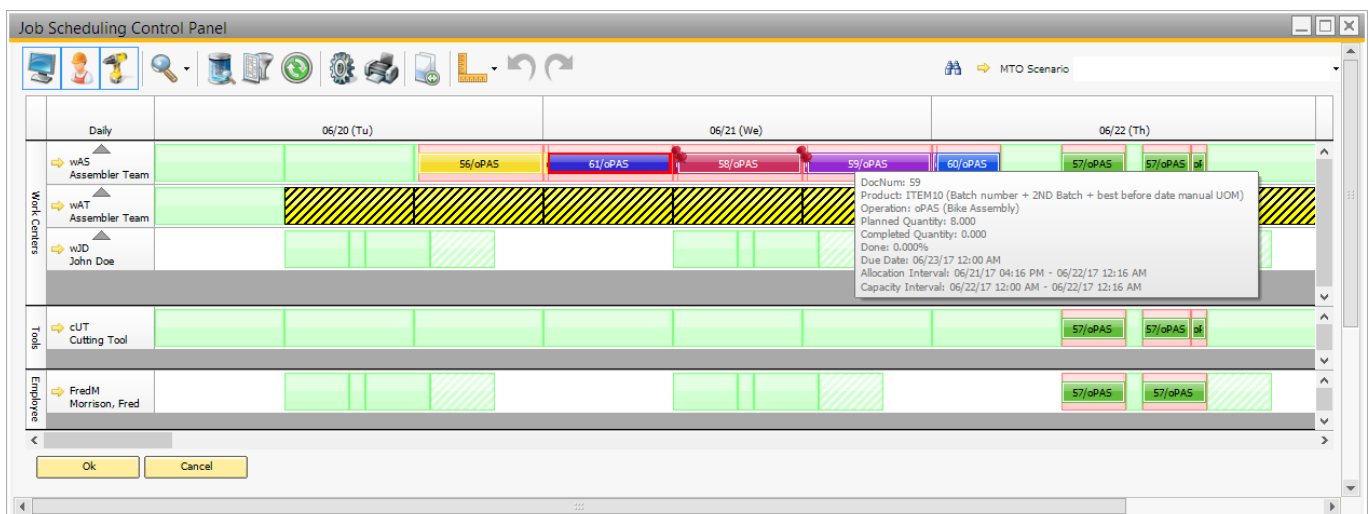 Job Scheduling Control Panel
MTO Scenario
Daily
06/20 (Tu)
06/21 (We)
06/22 (Th)
Work Centers
wAS
Assembler Team
56/oPAS
61/oPAS
58/oPAS
59/oPAS
60/oPAS
57/oPAS
57/oPAS
wAT
Assembler Team
wJD
John Doe
DocNum: 59
Product: ITEM10 (Batch number + 2ND Batch + best before date manual UOM)
Operation: oPAS (Bike Assembly)
Planned Quantity: 8.000
Completed Quantity: 0.000
Done: 0.000%
Due Date: 06/23/17 12:00 AM
Allocation Interval: 06/21/17 04:16 PM - 06/22/17 12:16 AM
Capacity Interval: 06/22/17 12:00 AM - 06/22/17 12:16 AM
Tools
cUT
Cutting Tool
57/oPAS
57/oPAS
Employee
FredM
Morrison, Fred
57/oPAS
57/oPAS
Ok
Cancel